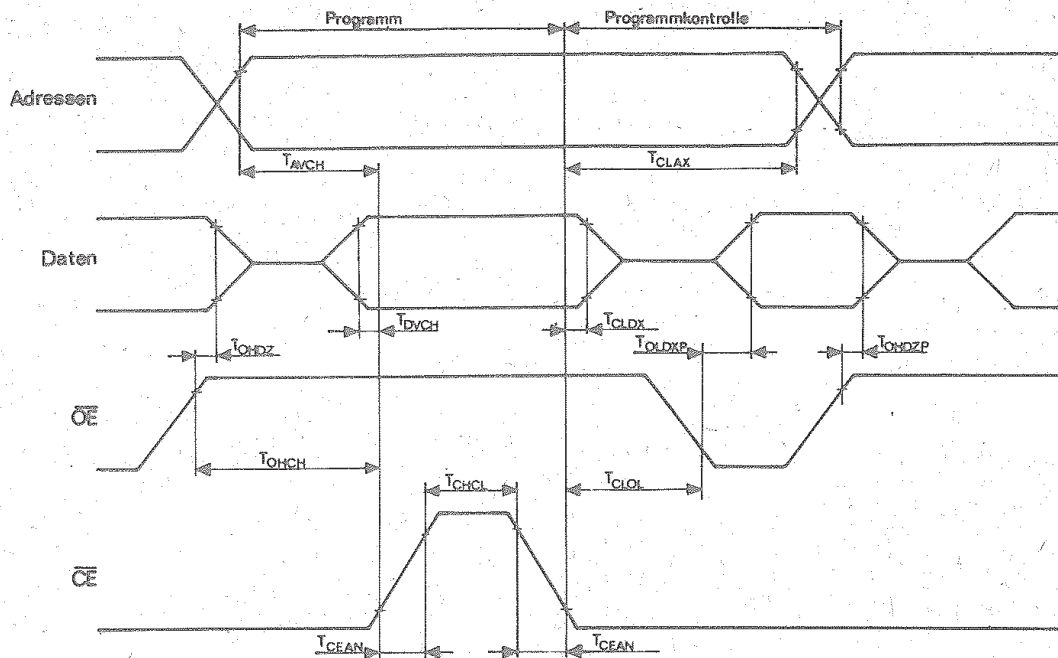 Programm
Programmkontrolle
Adressen
TAVCH
TCLAX
Daten
TDVCH
TCLDX
TOHDZ
TOLDXP
TOHDZP
OE
TOHCH
TCHCL
TCLOL
CE
TCEAN
TCEAN